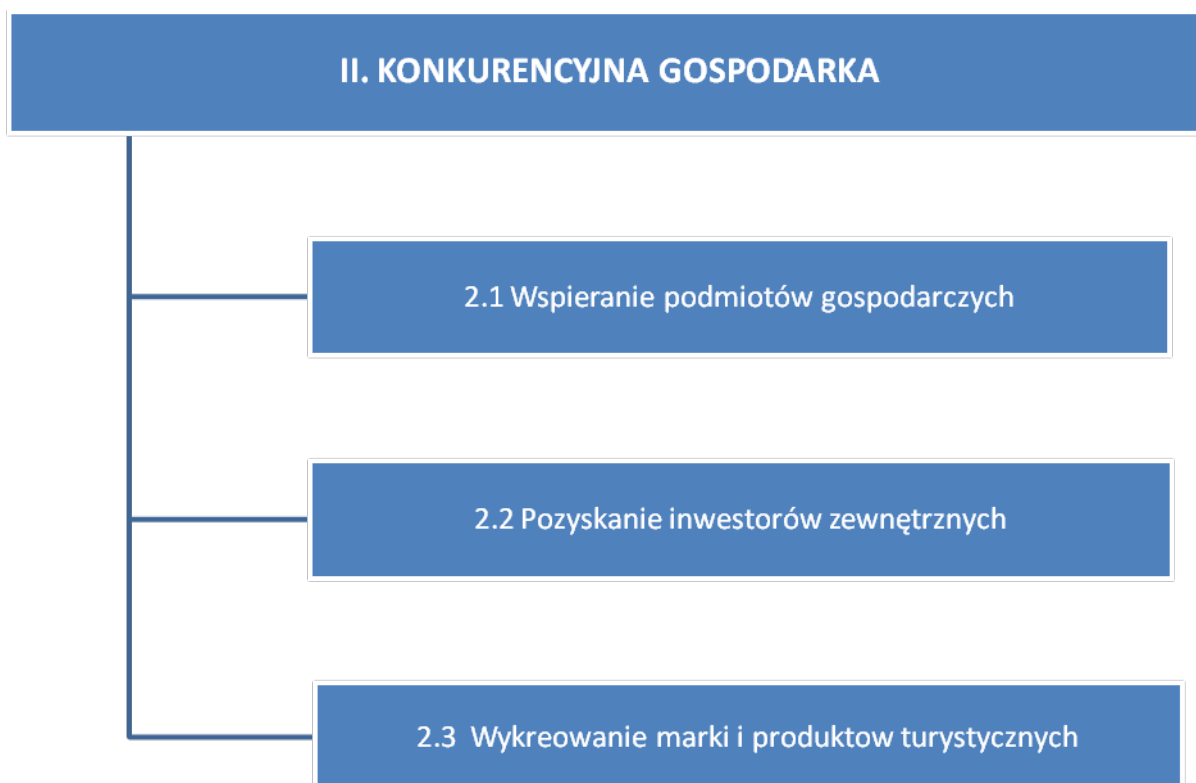 II. KONKURENCYJNA GOSPODARKA
2.1 Wspieranie podmiotów gospodarczych
2.2 Pozyskanie inwestorów zewnętrznych
2.3 Wykreowanie marki i produktow turystycznych